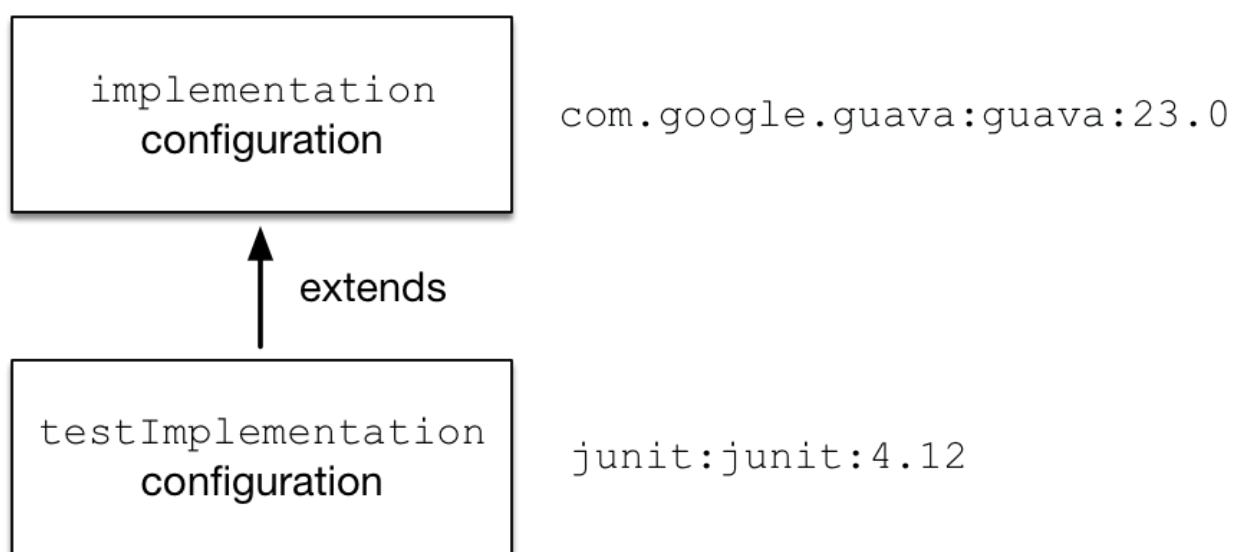 implementation
configuration
com.google.guava:guava:23.0
extends
testImplementation
configuration
junit:junit:4.12